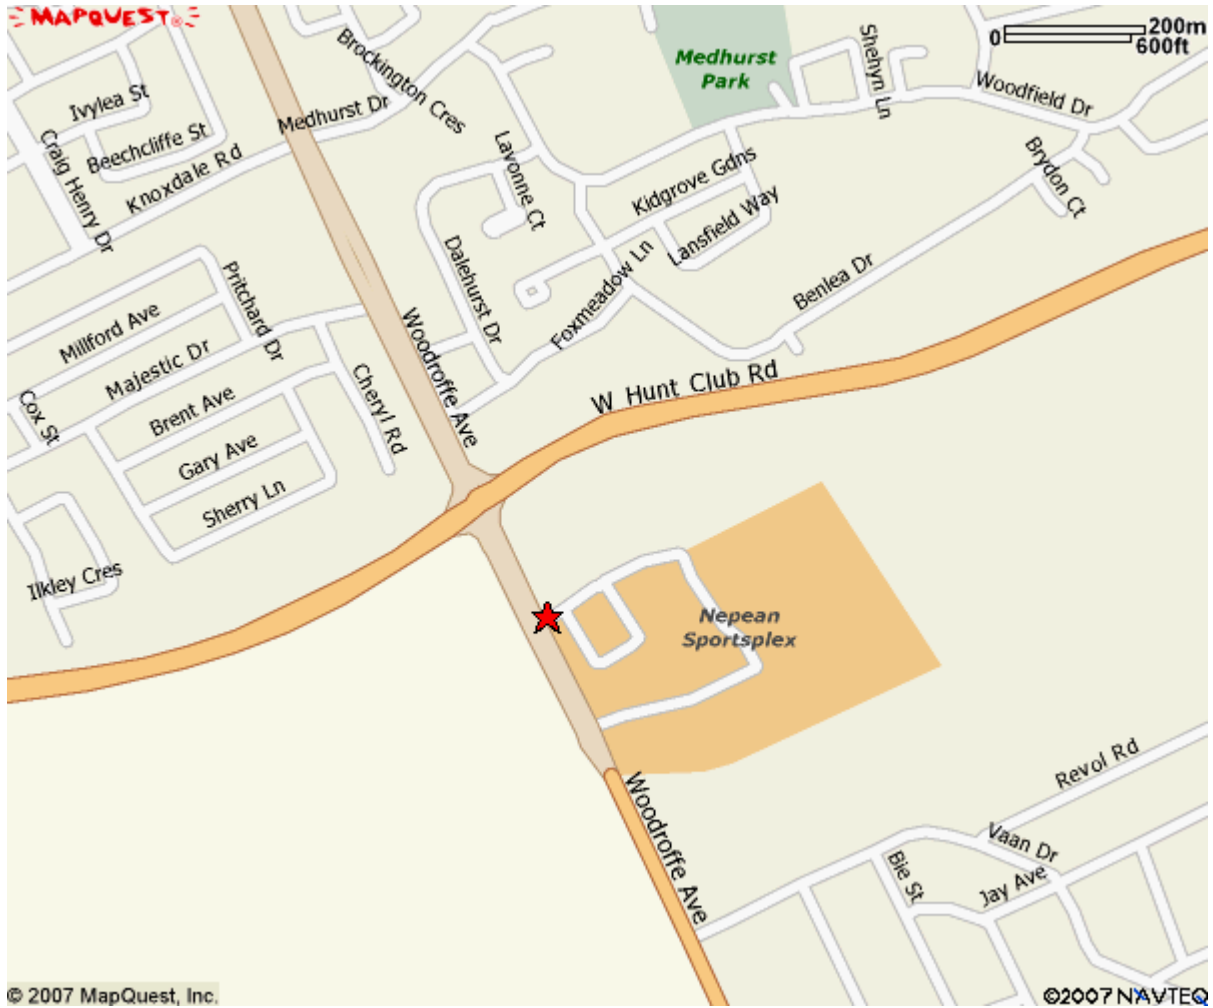 MAPQUEST®
0 200m
600ft
Medhurst
Park
Shehyn Ln
Woodfield Dr
Brockington Cres
Ivylea St
Medhurst Dr
Beechcliffe St
Craig Henry Dr
Knoxdale Rd
Lavonne Ct
Kidgrove Gdns
Lansfield Way
Brydon Ct
Dalehurst Dr
Foxmeadow Ln
Benlea Dr
Pritchard Dr
Millford Ave
Majestic Dr
Woodroffe Ave
Cox St
Brent Ave
Cheryl Rd
W Hunt Club Rd
Gary Ave
Sherry Ln
Ilkley Cres
Nepean
Sportsplex
Revol Rd
Woodroffe Ave
Vaan Dr
Bie St
Jay Ave
© 2007 MapQuest, Inc.
©2007 NAVTEQ